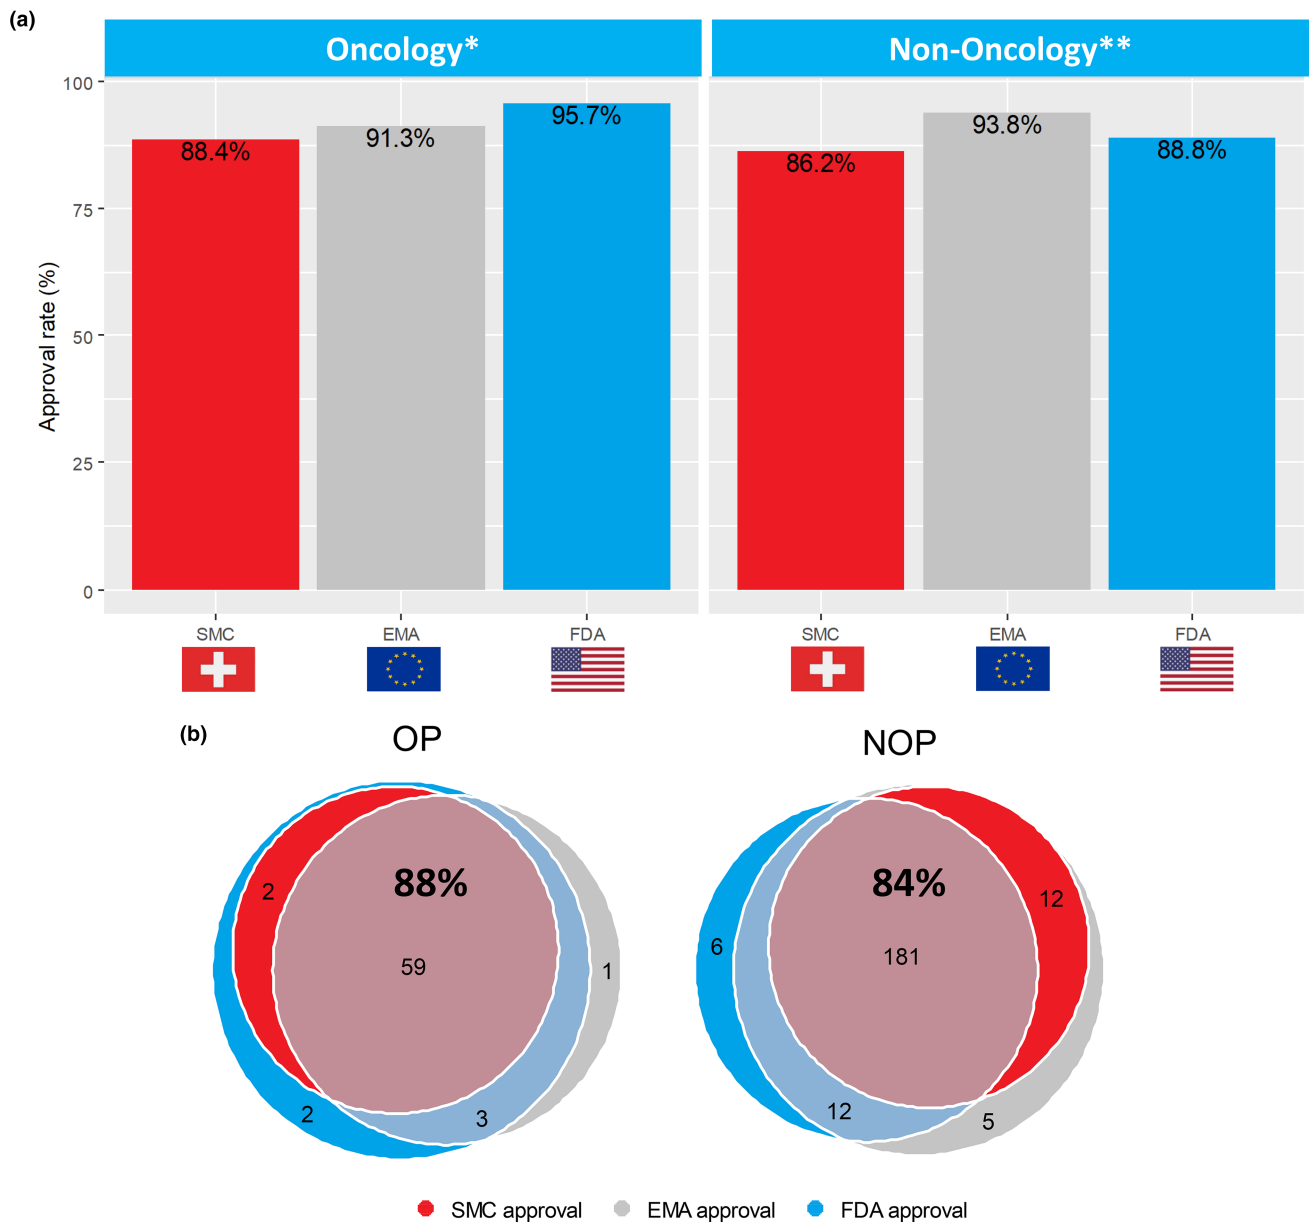 (a)
Oncology*
Non-Oncology**
100
75
50
25
0
Approval rate (%)
88.4%
91.3%
95.7%
86.2%
93.8%
88.8%
SMC
EMA
FDA
SMC
EMA
FDA
(b)
OP
NOP
88%
2
59
1
2
3
84%
12
6
181
12
5
SMC approval
EMA approval
FDA approval